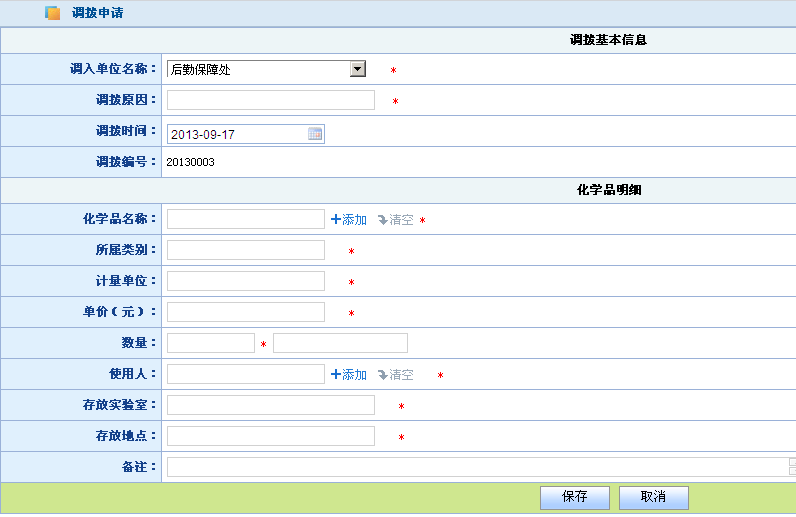 调拨申请
调拨基本信息
调入单位名称： 后勤保障处 *
调拨原因： *
调拨时间： 2013-09-17
调拨编号： 20130003
化学品明细
化学品名称： +添加 清空 *
所属类别： *
计量单位： *
单价（元）： *
数量： *
使用人： +添加 清空 *
存放实验室： *
存放地点： *
备注：
保存 取消